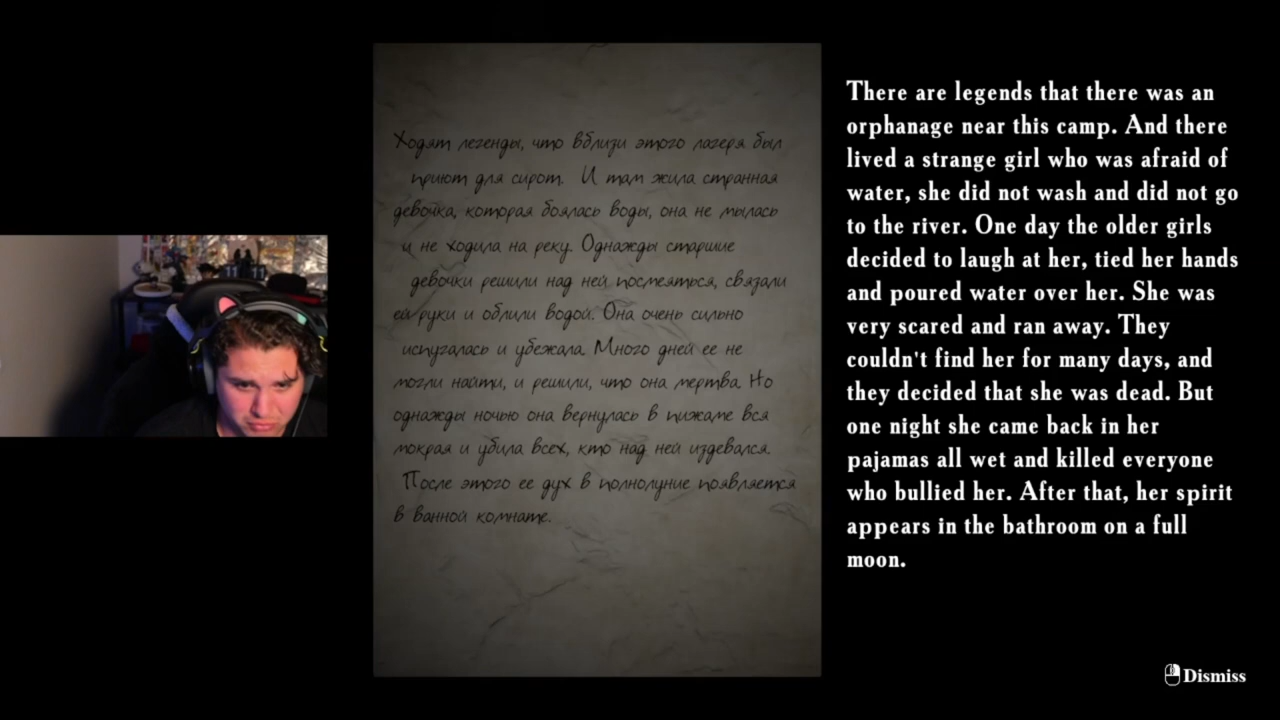 Ходят легенды, что вблизи этого лагеря был
приют для сирот. И там жила странная
девочка, которая боялась воды, она не мылась
и не ходила на реку. Однажды старшие
девочки решили над ней посмеяться, связали
ей руки и облили водой. Она очень сильно
испугалась и убежала. Много дней ее не
могли найти, и решили, что она мертва. Но
однажды ночью она вернулась в пижаме вся
мокрая и убила всех, кто над ней издевался.
После этого ее дух в полнолуние появляется
в ванной комнате.
There are legends that there was an
orphanage near this camp. And there
lived a strange girl who was afraid of
water, she did not wash and did not go
to the river. One day the older girls
decided to laugh at her, tied her hands
and poured water over her. She was
very scared and ran away. They
couldn't find her for many days, and
they decided that she was dead. But
one night she came back in her
pajamas all wet and killed everyone
who bullied her. After that, her spirit
appears in the bathroom on a full
moon.
Dismiss